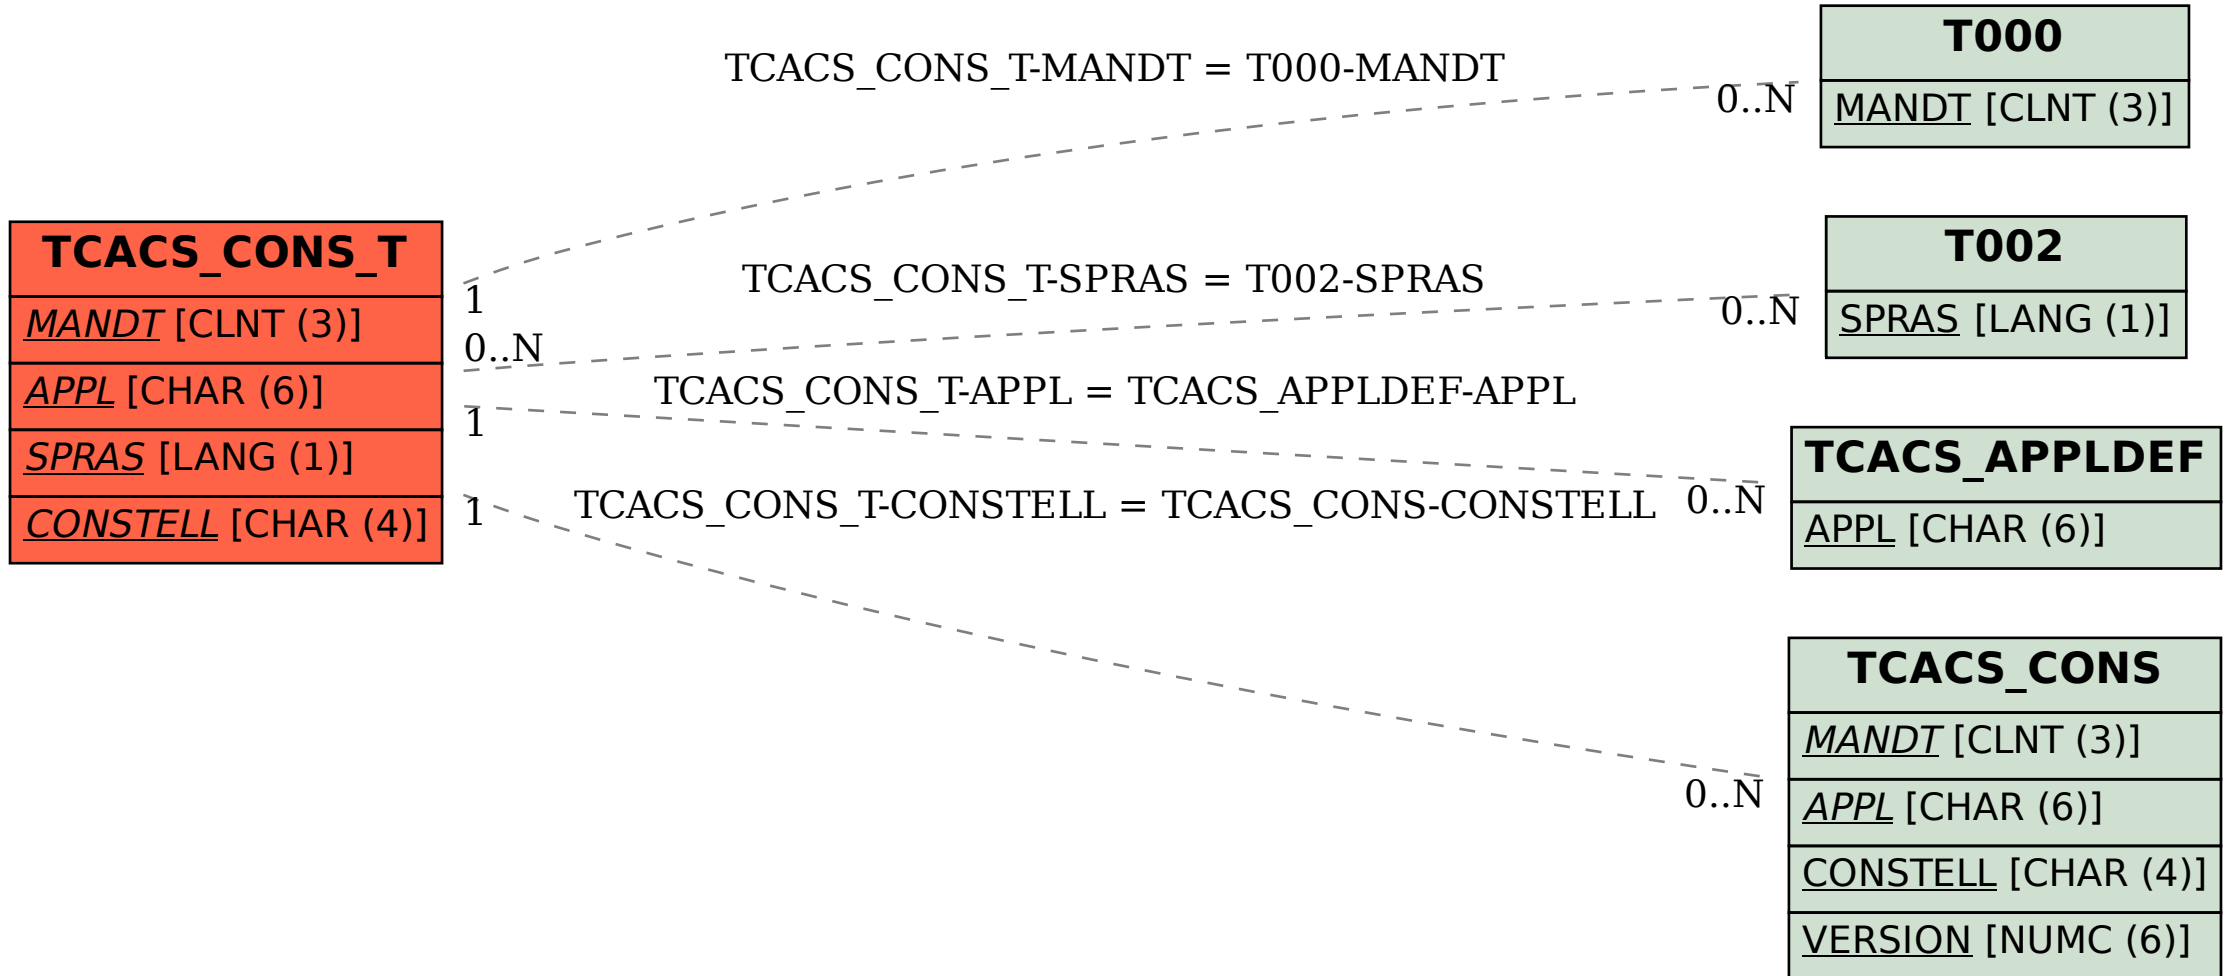 TCACS_CONS_T
MANDT [CLNT (3)]
APPL [CHAR (6)]
SPRAS [LANG (1)]
CONSTELL [CHAR (4)]
TCACS_CONS_T-MANDT = T000-MANDT
1
0..N
TCACS_CONS_T-SPRAS = T002-SPRAS
0..N
0..N
TCACS_CONS_T-APPL = TCACS_APPLDEF-APPL
1
0..N
TCACS_CONS_T-CONSTELL = TCACS_CONS-CONSTELL
1
0..N
T000
MANDT [CLNT (3)]
T002
SPRAS [LANG (1)]
TCACS_APPLDEF
APPL [CHAR (6)]
TCACS_CONS
MANDT [CLNT (3)]
APPL [CHAR (6)]
CONSTELL [CHAR (4)]
VERSION [NUMC (6)]